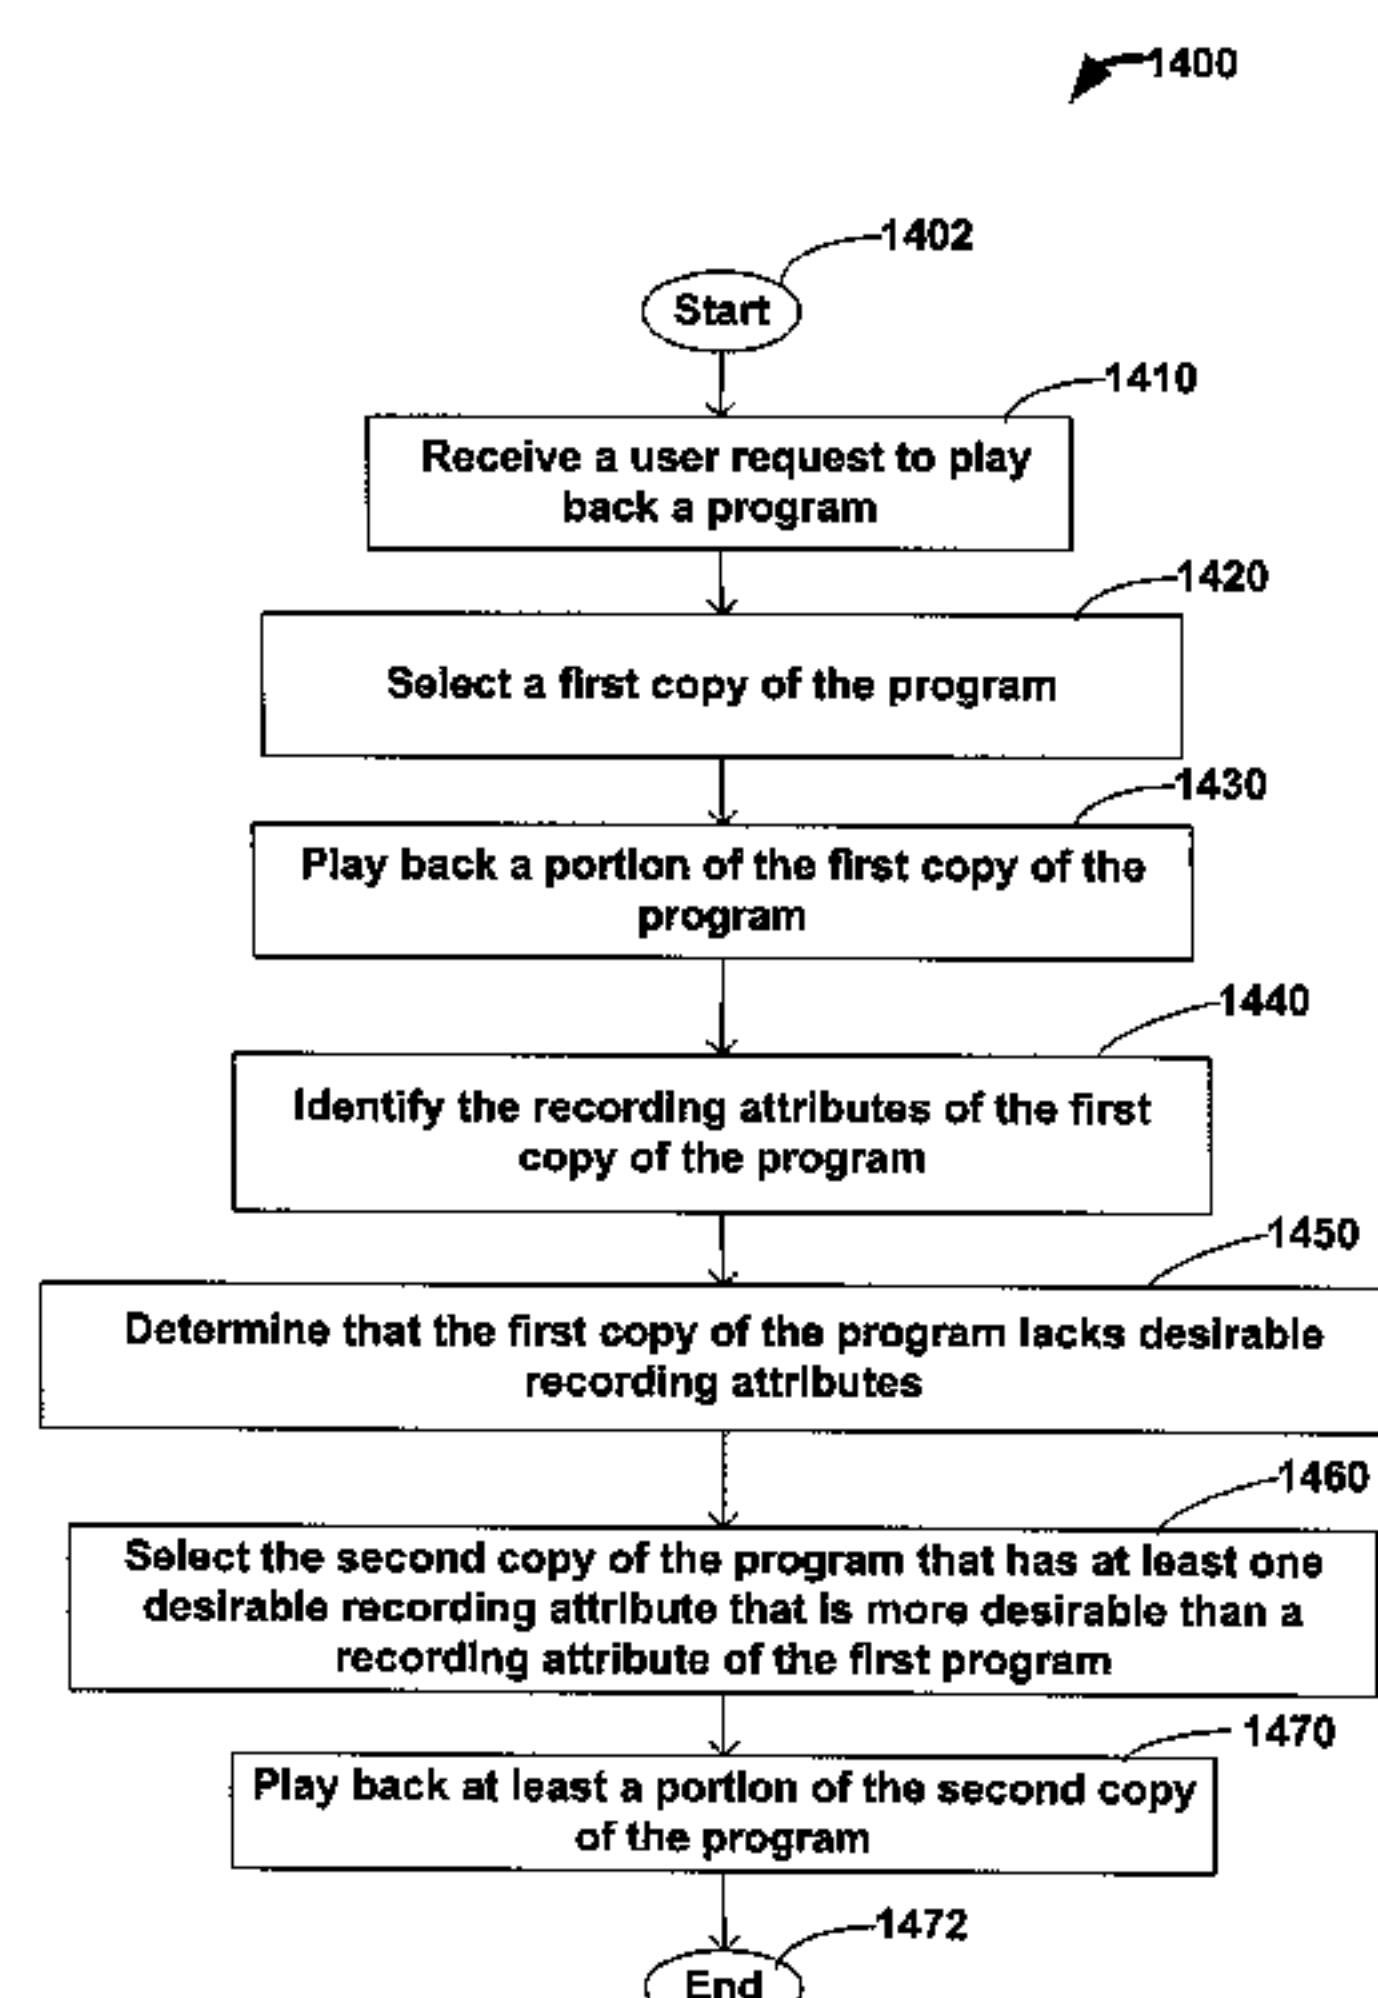 1400
1402
Start
1410
Receive a user request to play
back a program
1420
Select a first copy of the program
1430
Play back a portion of the first copy of the
program
1440
Identify the recording attributes of the first
copy of the program
1450
Determine that the first copy of the program lacks desirable
recording attributes
1460
Select the second copy of the program that has at least one
desirable recording attribute that is more desirable than a
recording attribute of the first program
1470
Play back at least a portion of the second copy
of the program
1472
End